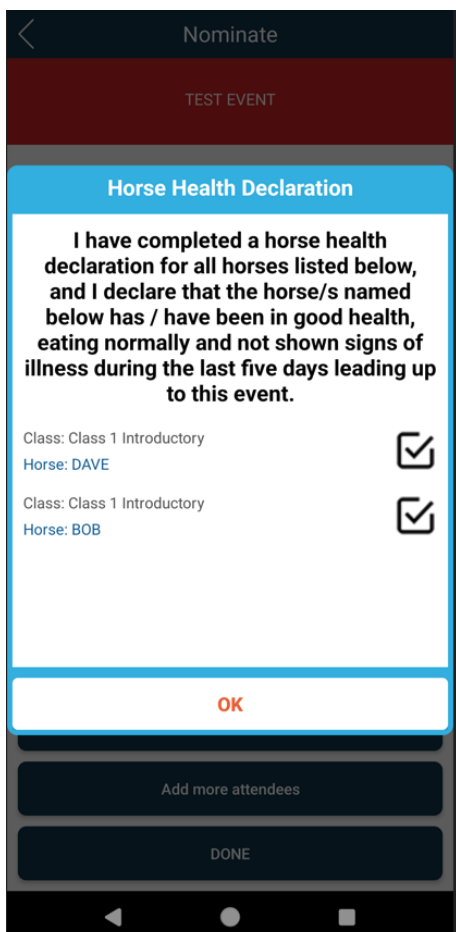 Nominate
TEST EVENT
Horse Health Declaration
I have completed a horse health
declaration for all horses listed below,
and I declare that the horse/s named
below has / have been in good health,
eating normally and not shown signs of
illness during the last five days leading up
to this event.
Class: Class 1 Introductory
Horse: DAVE
Class: Class 1 Introductory
Horse: BOB
OK
Add more attendees
DONE